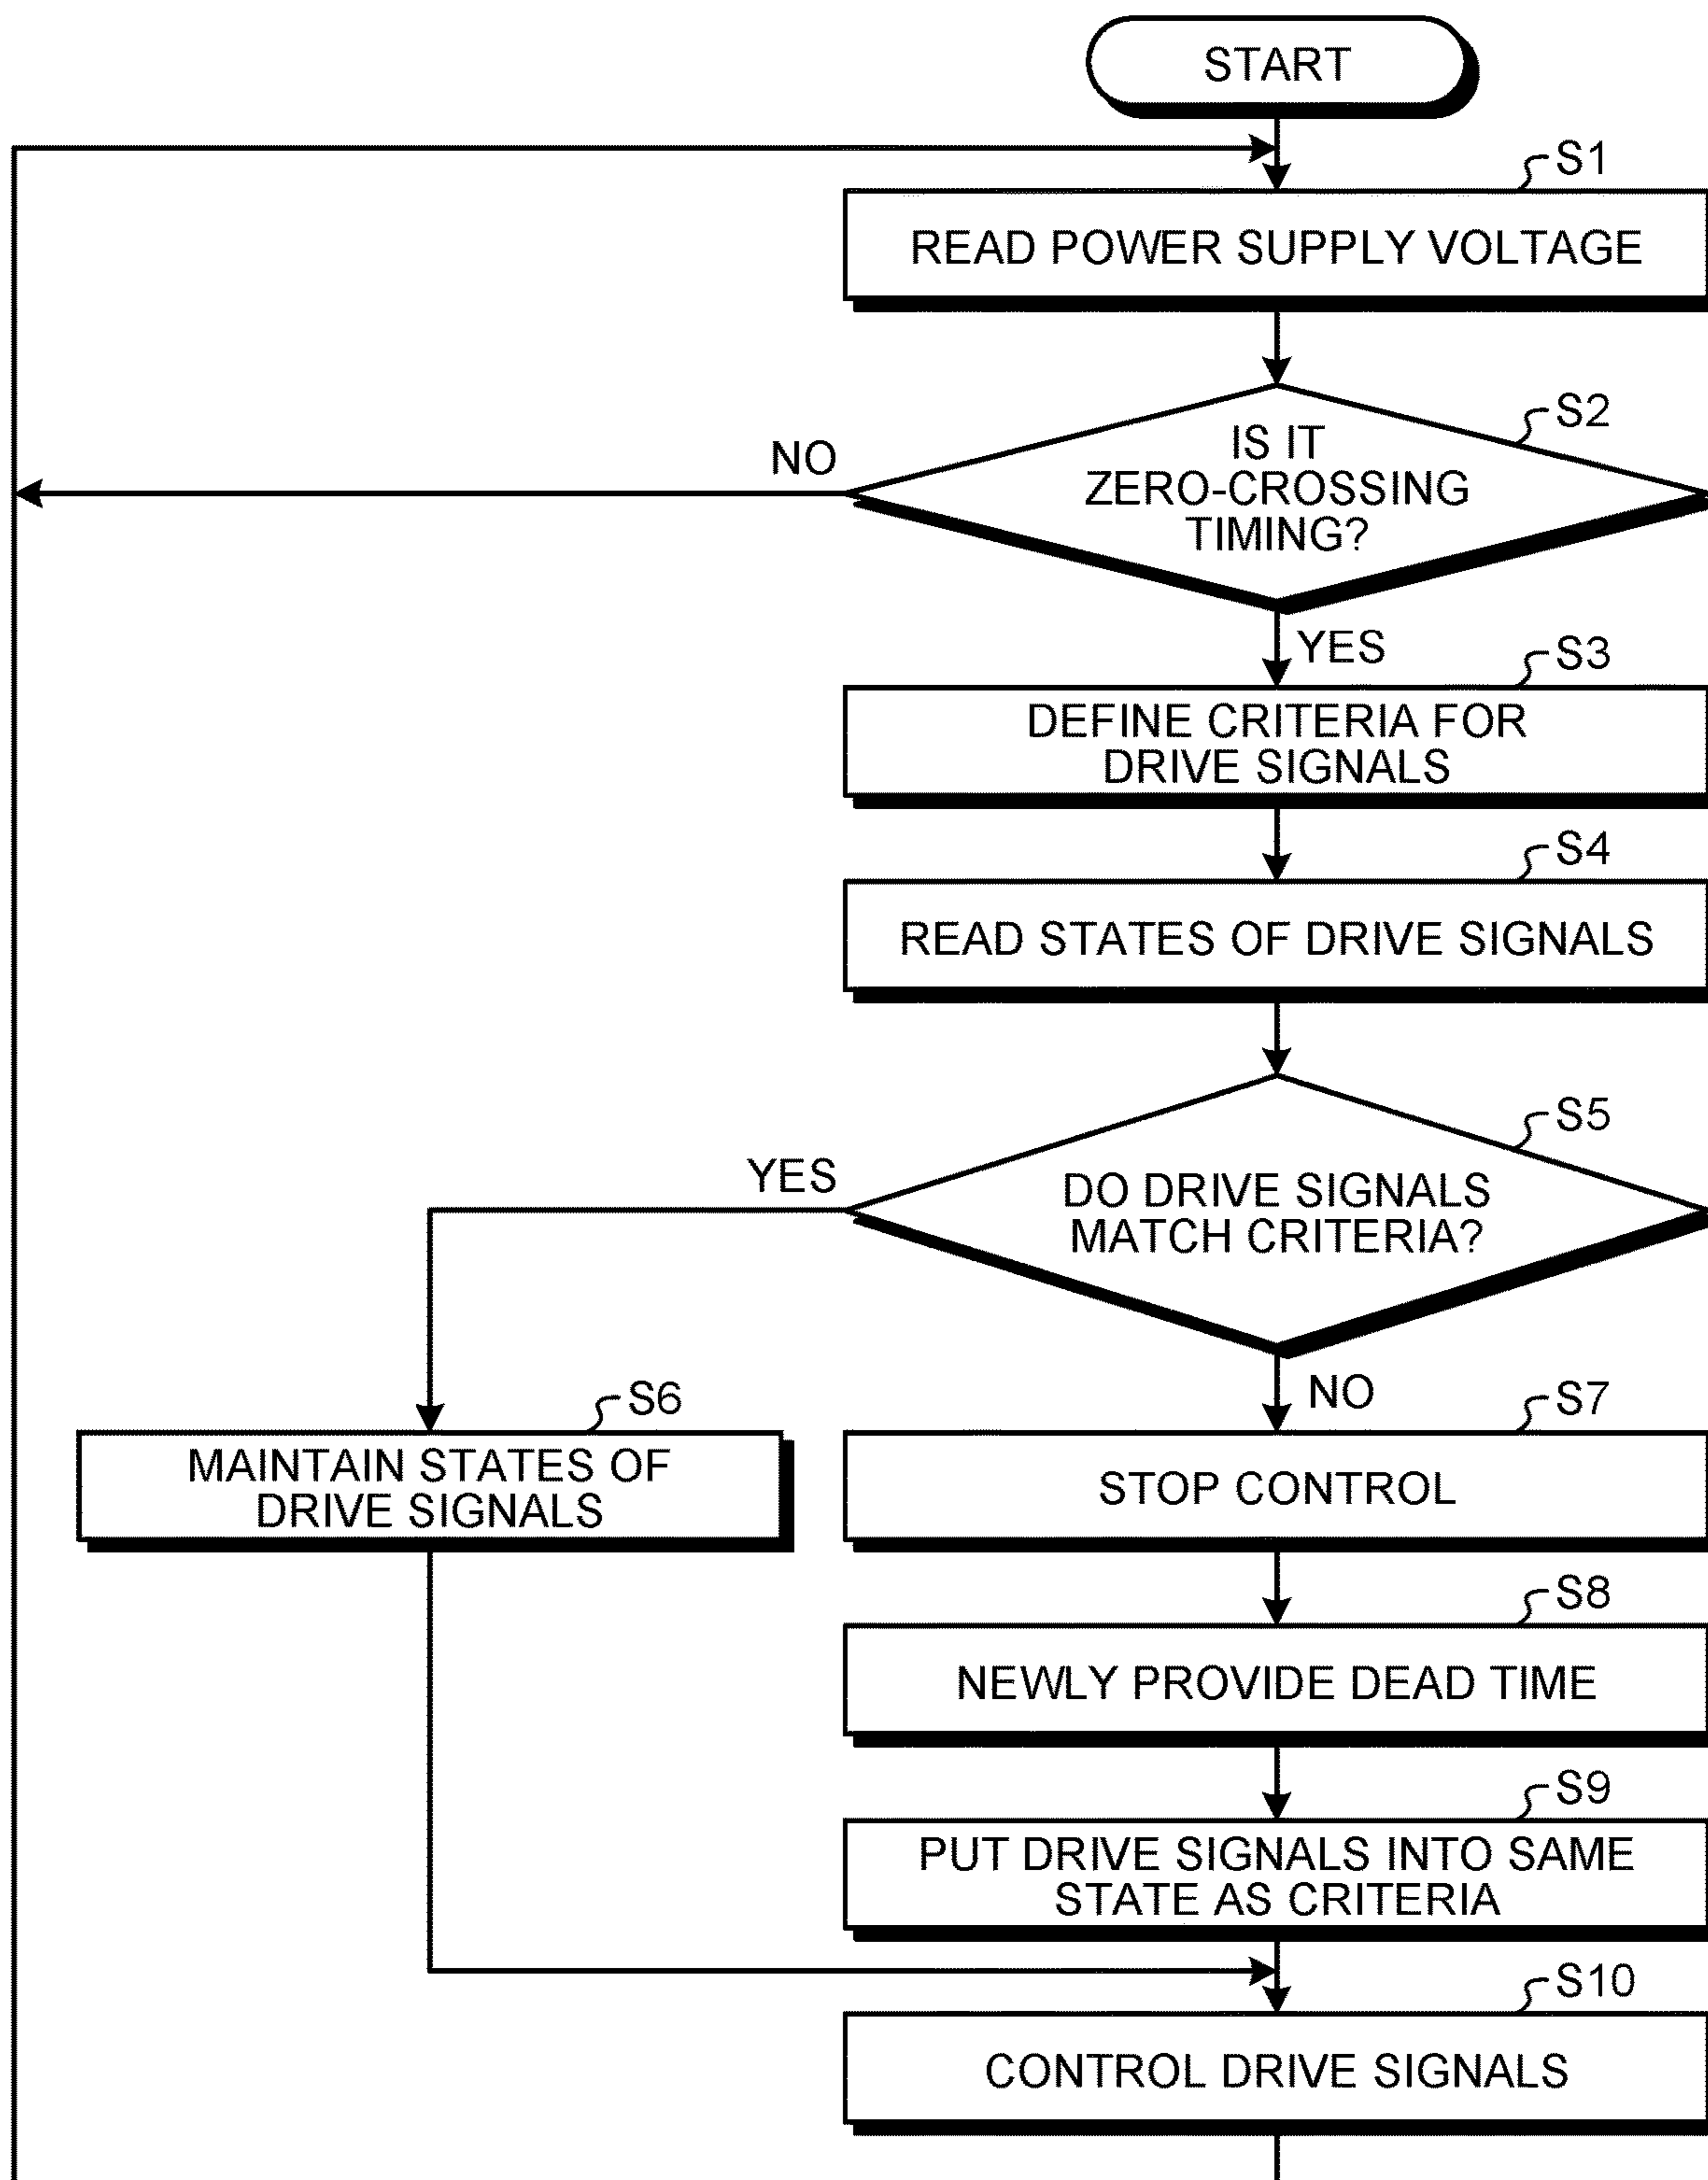 START
S1
READ POWER SUPPLY VOLTAGE
S2
NO
IS IT
ZERO-CROSSING
TIMING?
YES
S3
DEFINE CRITERIA FOR
DRIVE SIGNALS
S4
READ STATES OF DRIVE SIGNALS
S5
YES
DO DRIVE SIGNALS
MATCH CRITERIA?
NO
S6
MAINTAIN STATES OF
DRIVE SIGNALS
S7
STOP CONTROL
S8
NEWLY PROVIDE DEAD TIME
S9
PUT DRIVE SIGNALS INTO SAME
STATE AS CRITERIA
S10
CONTROL DRIVE SIGNALS